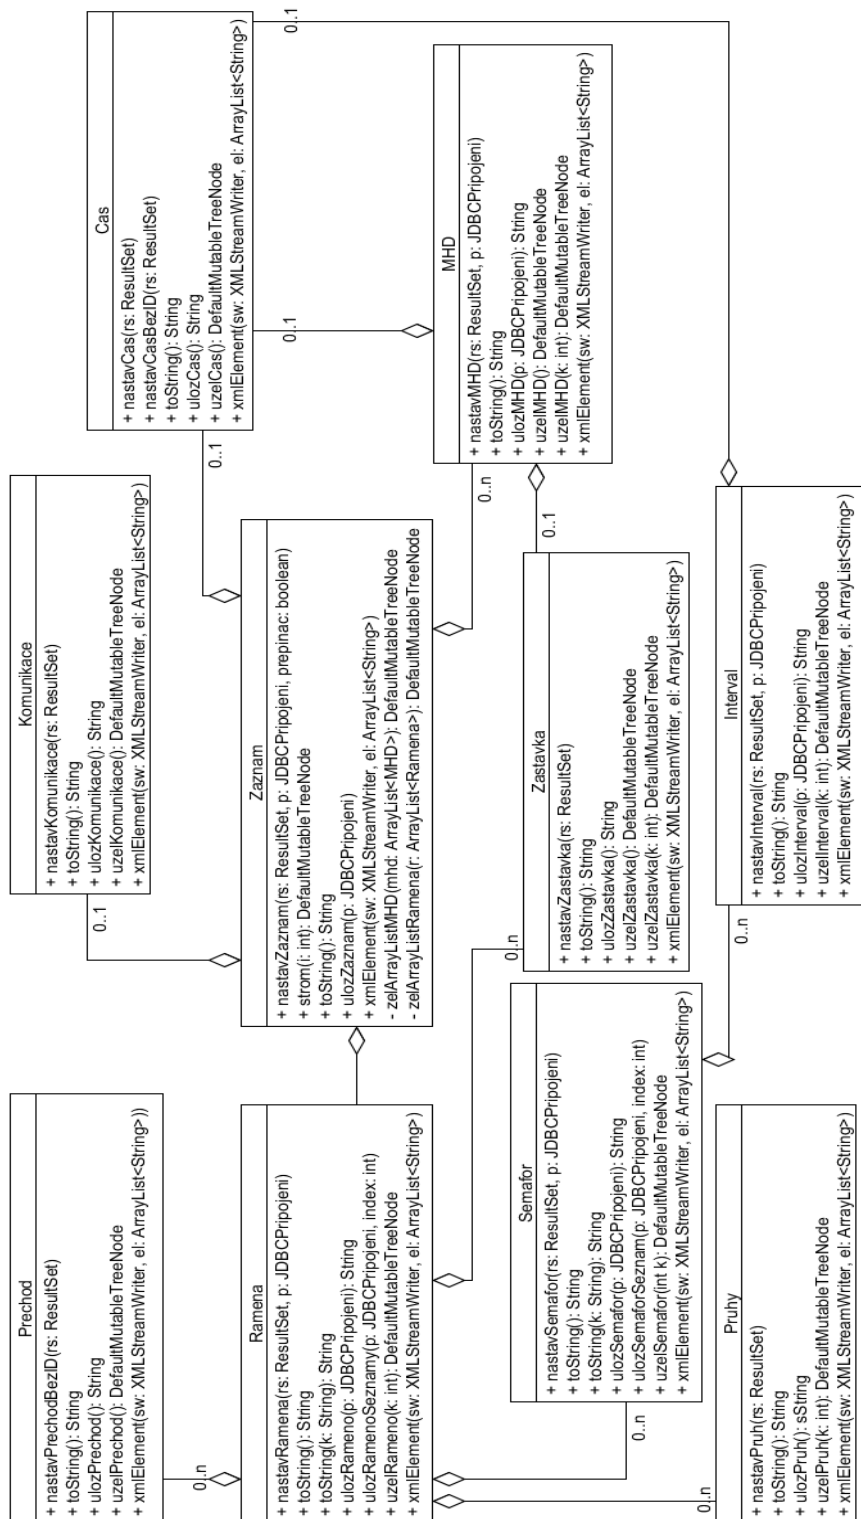 Prechod
+ nastavPrechodBezID(rs: ResultSet)
+ toString(): String
+ ulozPrechod(): String
+ uzelPrechod(): DefaultMutableTreeNode
+ xmlElement(sw: XMLStreamWriter, el: ArrayList<String>))
0..n
Komunikace
+ nastavKomunikace(rs: ResultSet)
+ toString(): String
+ ulozKomunikace(): String
+ uzelKomunikace(): DefaultMutableTreeNode
+ xmlElement(sw: XMLStreamWriter, el: ArrayList<String>)
0..1
Cas
+ nastavCas(rs: ResultSet)
+ nastavCasBezID(rs: ResultSet)
+ toString(): String
+ ulozCas(): String
+ uzelCas(): DefaultMutableTreeNode
+ xmlElement(sw: XMLStreamWriter, el: ArrayList<String>)
0..1
0..1
0..1
Ramena
+ nastavRamena(rs: ResultSet, p: JDBCPripojeni)
+ toString(): String
+ toString(k: String): String
+ ulozRameno(p: JDBCPripojeni): String
+ ulozRamenoSeznamy(p: JDBCPripojeni, index: int)
+ uzelRameno(k: int): DefaultMutableTreeNode
+ xmlElement(sw: XMLStreamWriter, el: ArrayList<String>)
Zaznam
+ nastavZaznam(rs: ResultSet, p: JDBCPripojeni, prepinac: boolean)
+ strom(i: int): DefaultMutableTreeNode
+ toString(): String
+ ulozZaznam(p: JDBCPripojeni)
+ xmlElement(sw: XMLStreamWriter, el: ArrayList<String>)
- zelArrayListMHD(mhd: ArrayList<MHD>): DefaultMutableTreeNode
- zelArrayListRamena(r: ArrayList<Ramena>): DefaultMutableTreeNode
MHD
+ nastavMHD(rs: ResultSet, p: JDBCPripojeni)
+ toString(): String
+ ulozMHD(p: JDBCPripojeni): String
+ uzelMHD(): DefaultMutableTreeNode
+ uzelMHD(k: int): DefaultMutableTreeNode
+ xmlElement(sw: XMLStreamWriter, el: ArrayList<String>)
0..n
0..1
0..n
Semafor
+ nastavSemafor(rs: ResultSet, p: JDBCPripojeni)
+ toString(): String
+ toString(k: String): String
+ ulozSemafor(p: JDBCPripojeni): String
+ ulozSemaforSeznam(p: JDBCPripojeni, index: int)
+ uzelSemafor(int k): DefaultMutableTreeNode
+ xmlElement(sw: XMLStreamWriter, el: ArrayList<String>)
0..n
Zastavka
+ nastavZastavka(rs: ResultSet)
+ toString(): String
+ ulozZastavka(): String
+ uzelZastavka(): DefaultMutableTreeNode
+ uzelZastavka(k: int): DefaultMutableTreeNode
+ xmlElement(sw: XMLStreamWriter, el: ArrayList<String>)
0..n
0..n
Pruhy
+ nastavPruh(rs: ResultSet)
+ toString(): String
+ ulozPruh(): sString
+ uzelPruh(k: int): DefaultMutableTreeNode
+ xmlElement(sw: XMLStreamWriter, el: ArrayList<String>)
Interval
+ nastavInterval(rs: ResultSet, p: JDBCPripojeni)
+ toString(): String
+ ulozInterval(p: JDBCPripojeni): String
+ uzelInterval(k: int): DefaultMutableTreeNode
+ xmlElement(sw: XMLStreamWriter, el: ArrayList<String>)